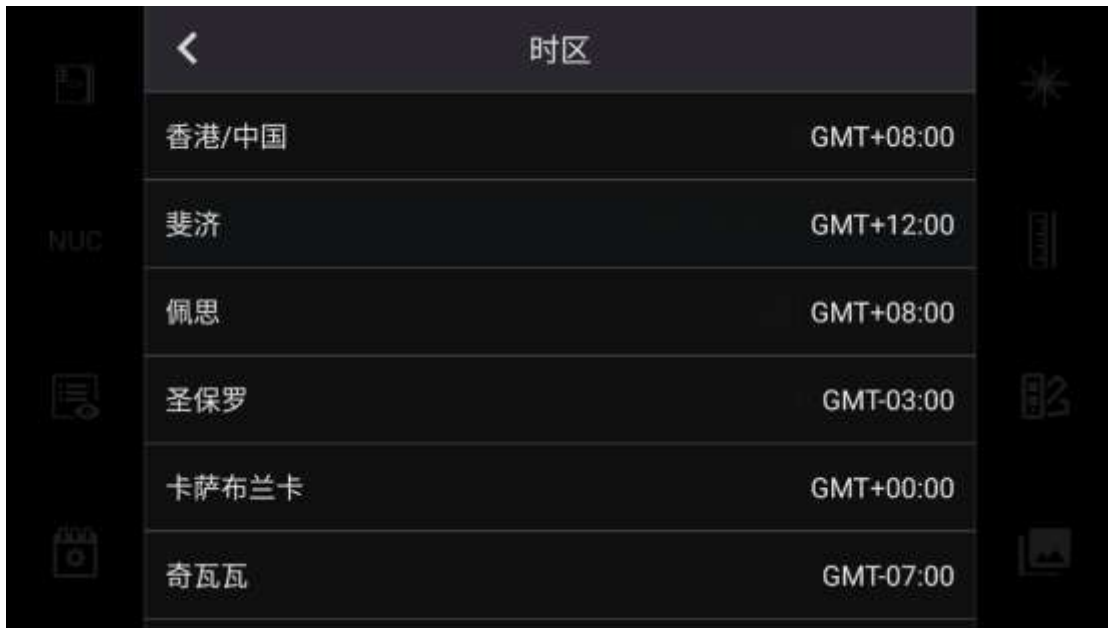 时区
香港/中国 GMT+08:00
斐济 GMT+12:00
NUC
佩思 GMT+08:00
圣保罗 GMT-03:00
卡萨布兰卡 GMT+00:00
奇瓦瓦 GMT-07:00